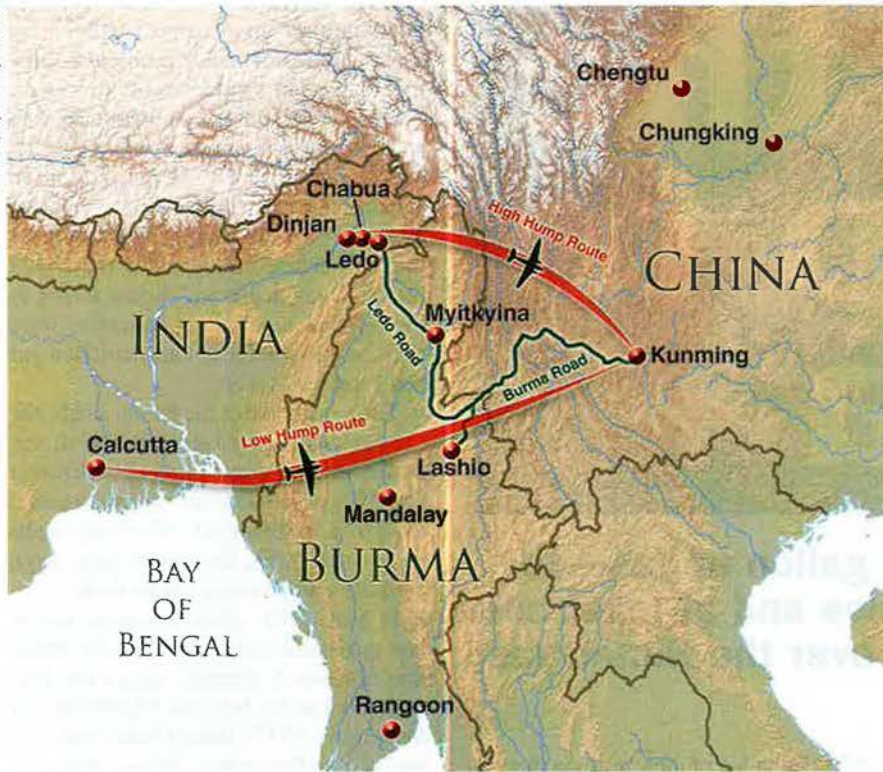 Chengtu
Chungking
Chabua
Dinjan
Ledo
High Hump Route
CHINA
INDIA
Myitkyina
Ledo Road
Kunming
Burma Road
Low Hump Route
Calcutta
Lashio
Mandalay
BURMA
BAY
OF
BENGAL
Rangoon